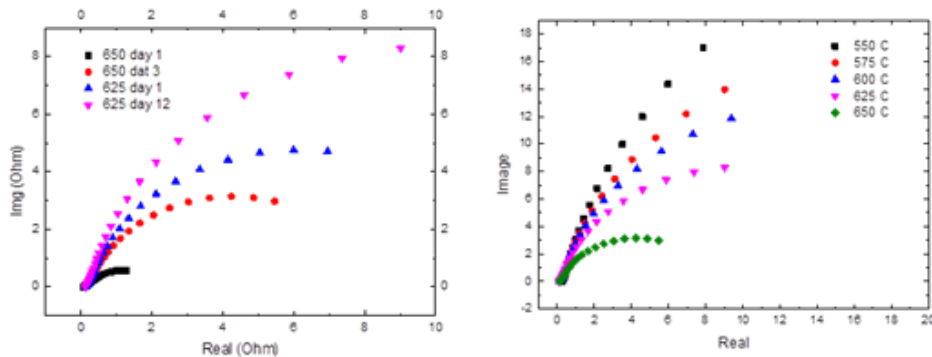 0 2 4 6 8 10
8
6
4
2
0
Img (Ohm)
650 day 1
650 dat 3
625 day 1
625 day 12
8
6
4
2
0
0 2 4 6 8 10
Real (Ohm)
18
16
14
12
10
8
6
4
2
0
-2
Image
550 C
575 C
600 C
625 C
650 C
0 2 4 6 8 10 12 14 16 18 20
Real